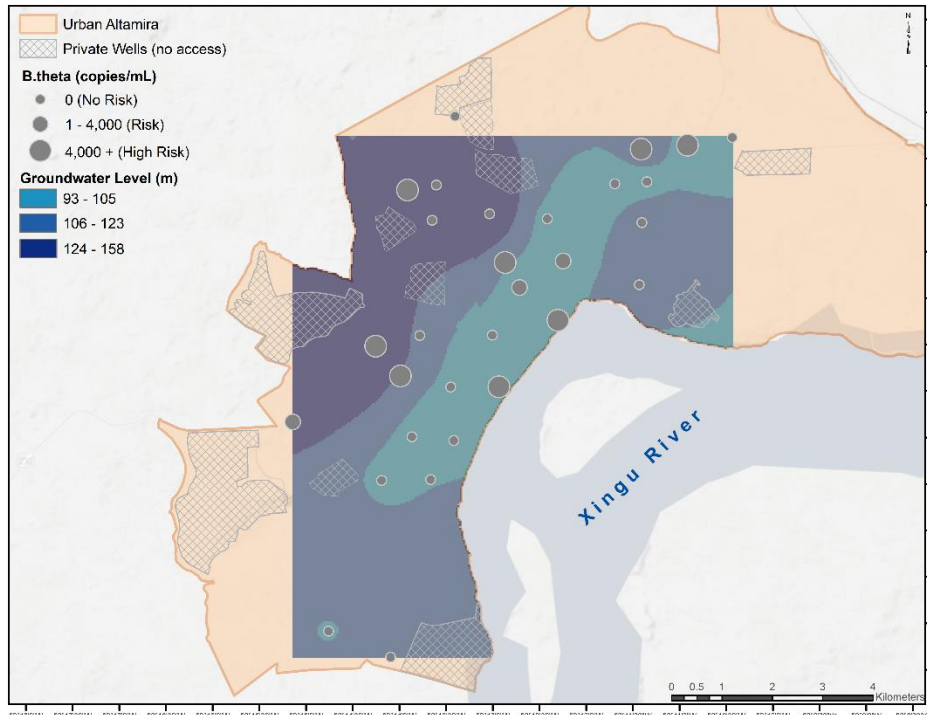 Urban Altamira
Private Wells (no access)
B.theta (copies/mL)
0 (No Risk)
1 - 4,000 (Risk)
4,000 + (High Risk)
Groundwater Level (m)
93 - 105
106 - 123
124 - 158
N
Xingu River
0 0.5 1 2 3 4
Kilometers